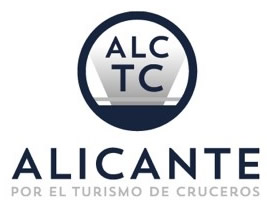 ALC
TC
ALICANTE
POR EL TURISMO DE CRUCEROS